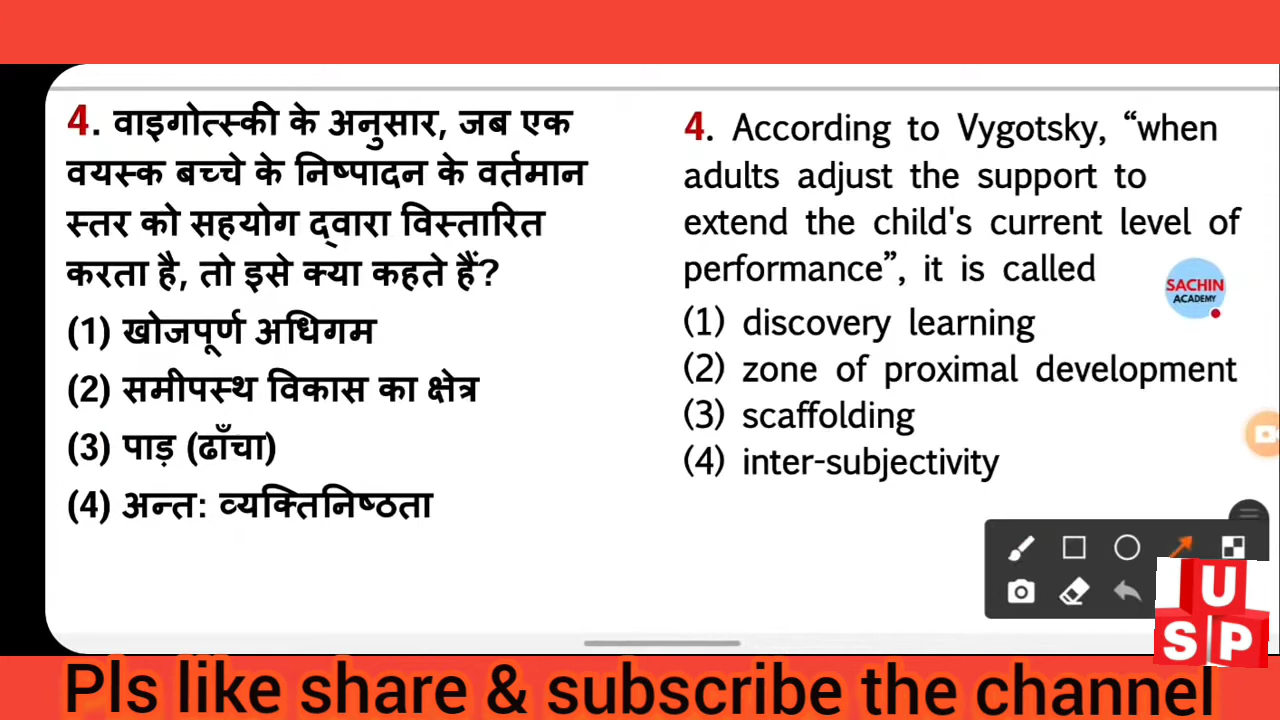 4. वाइगोत्स्की के अनुसार, जब एक
वयस्क बच्चे के निष्पादन के वर्तमान
स्तर को सहयोग द्वारा विस्तारित
करता है, तो इसे क्या कहते हैं?
(1) खोजपूर्ण अधिगम
(2) समीपस्थ विकास का क्षेत्र
(3) पाड़ (ढाँचा)
(4) अन्त: व्यक्तिनिष्ठता
4. According to Vygotsky, “when
adults adjust the support to
extend the child's current level of
performance”, it is called
(1) discovery learning
(2) zone of proximal development
(3) scaffolding
(4) inter-subjectivity
SACHIN
ACADEMY
U
S P
Pls like share & subscribe the channel